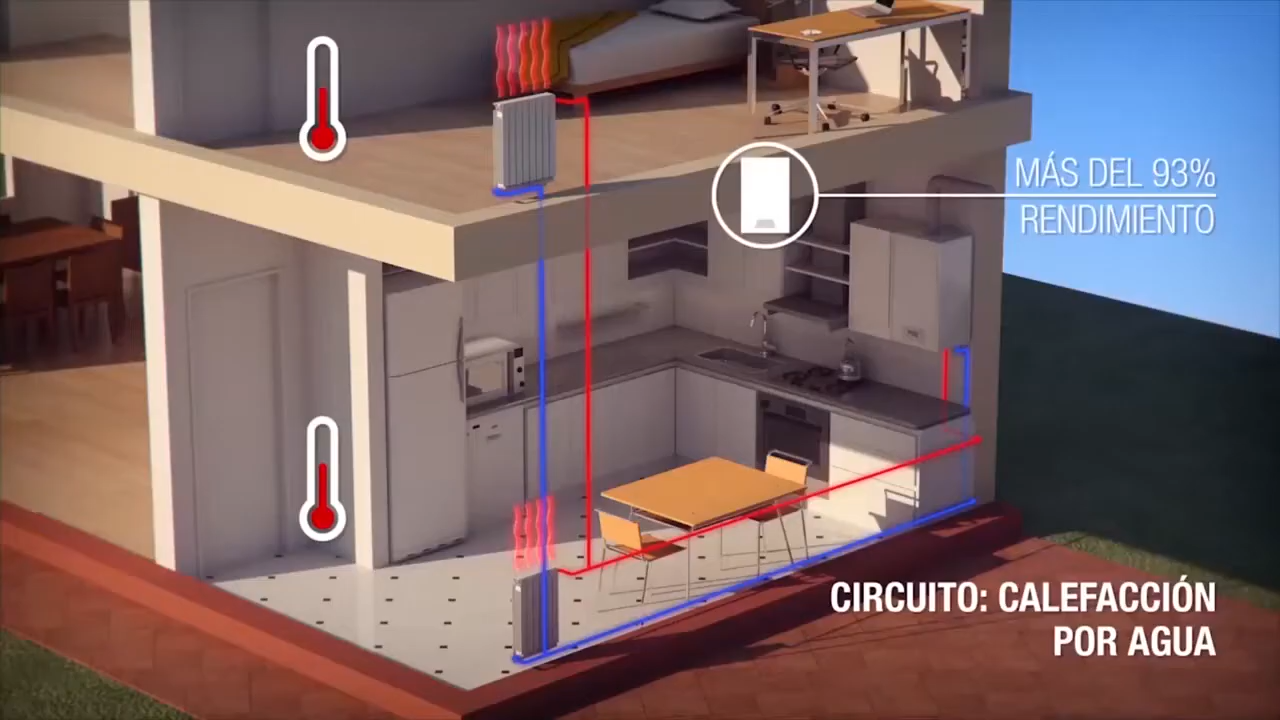 MÁS DEL 93%
RENDIMIENTO
CIRCUITO: CALEFACCIÓN
POR AGUA